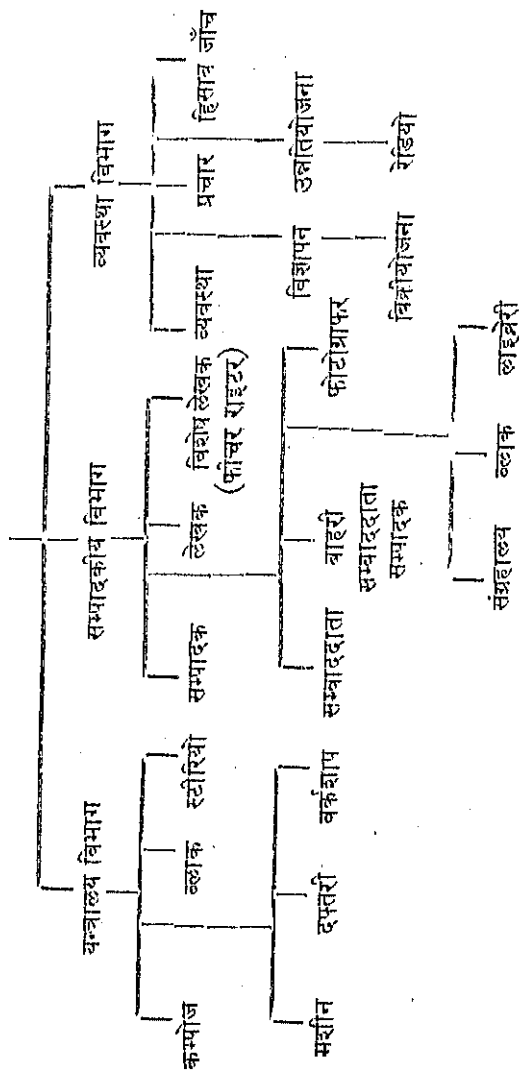 यन्त्रालय विभाग सम्पादकीय विभाग व्यवस्था विभाग
कम्पोज ब्लाक स्टीरियो सम्पादक लेखक विशेष लेखक व्यवस्था प्रचार हिसाब जाँच
(फीचर राइटर)
मशीन दफ्तरी वर्कशाप सम्वाददाता बाहरी फोटोग्राफर विज्ञापन उन्नतियोजना
सम्वाददाता
सम्पादक
बिक्रीयोजना रेडियो
संग्रहालय ब्लाक लाइब्रेरी